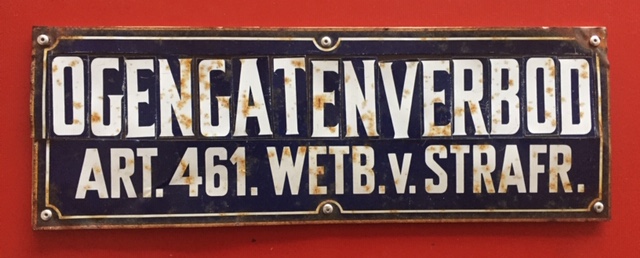 OGENGATENVERBOD
ART. 461. WETB. v. STRAFR.